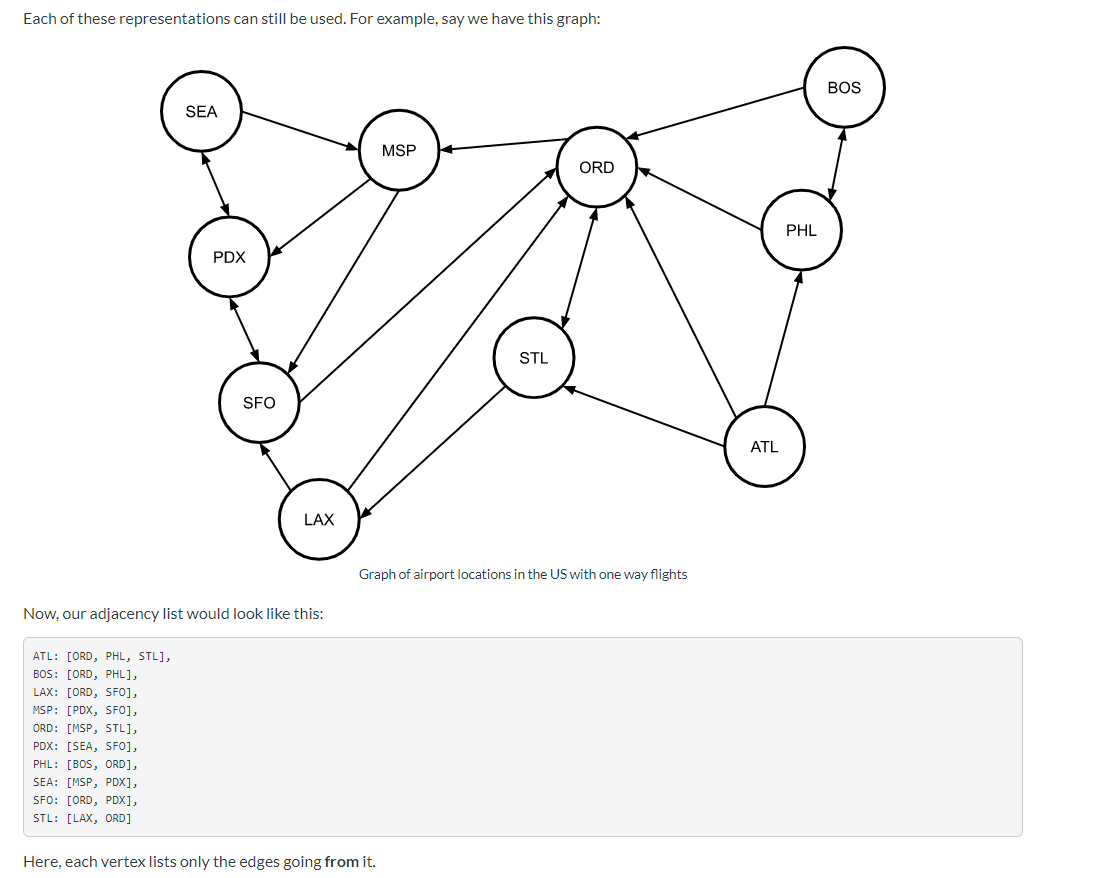 Each of these representations can still be used. For example, say we have this graph:
BOS
SEA
MSP
ORD
PHL
PDX
STL
SFO
ATL
LAX
Graph of airport locations in the US with one way flights
Now, our adjacency list would look like this:
ATL: [ORD, PHL, STL],
BOS: [ORD, PHL],
LAX: [ORD, SFO],
MSP: [PDX, SFO],
ORD: [MSP, STL],
PDX: [SEA, SFO],
PHL: [BOS, ORD],
SEA: [MSP, PDX],
SFO: [ORD, PDX],
STL: [LAX, ORD]
Here, each vertex lists only the edges going from it.